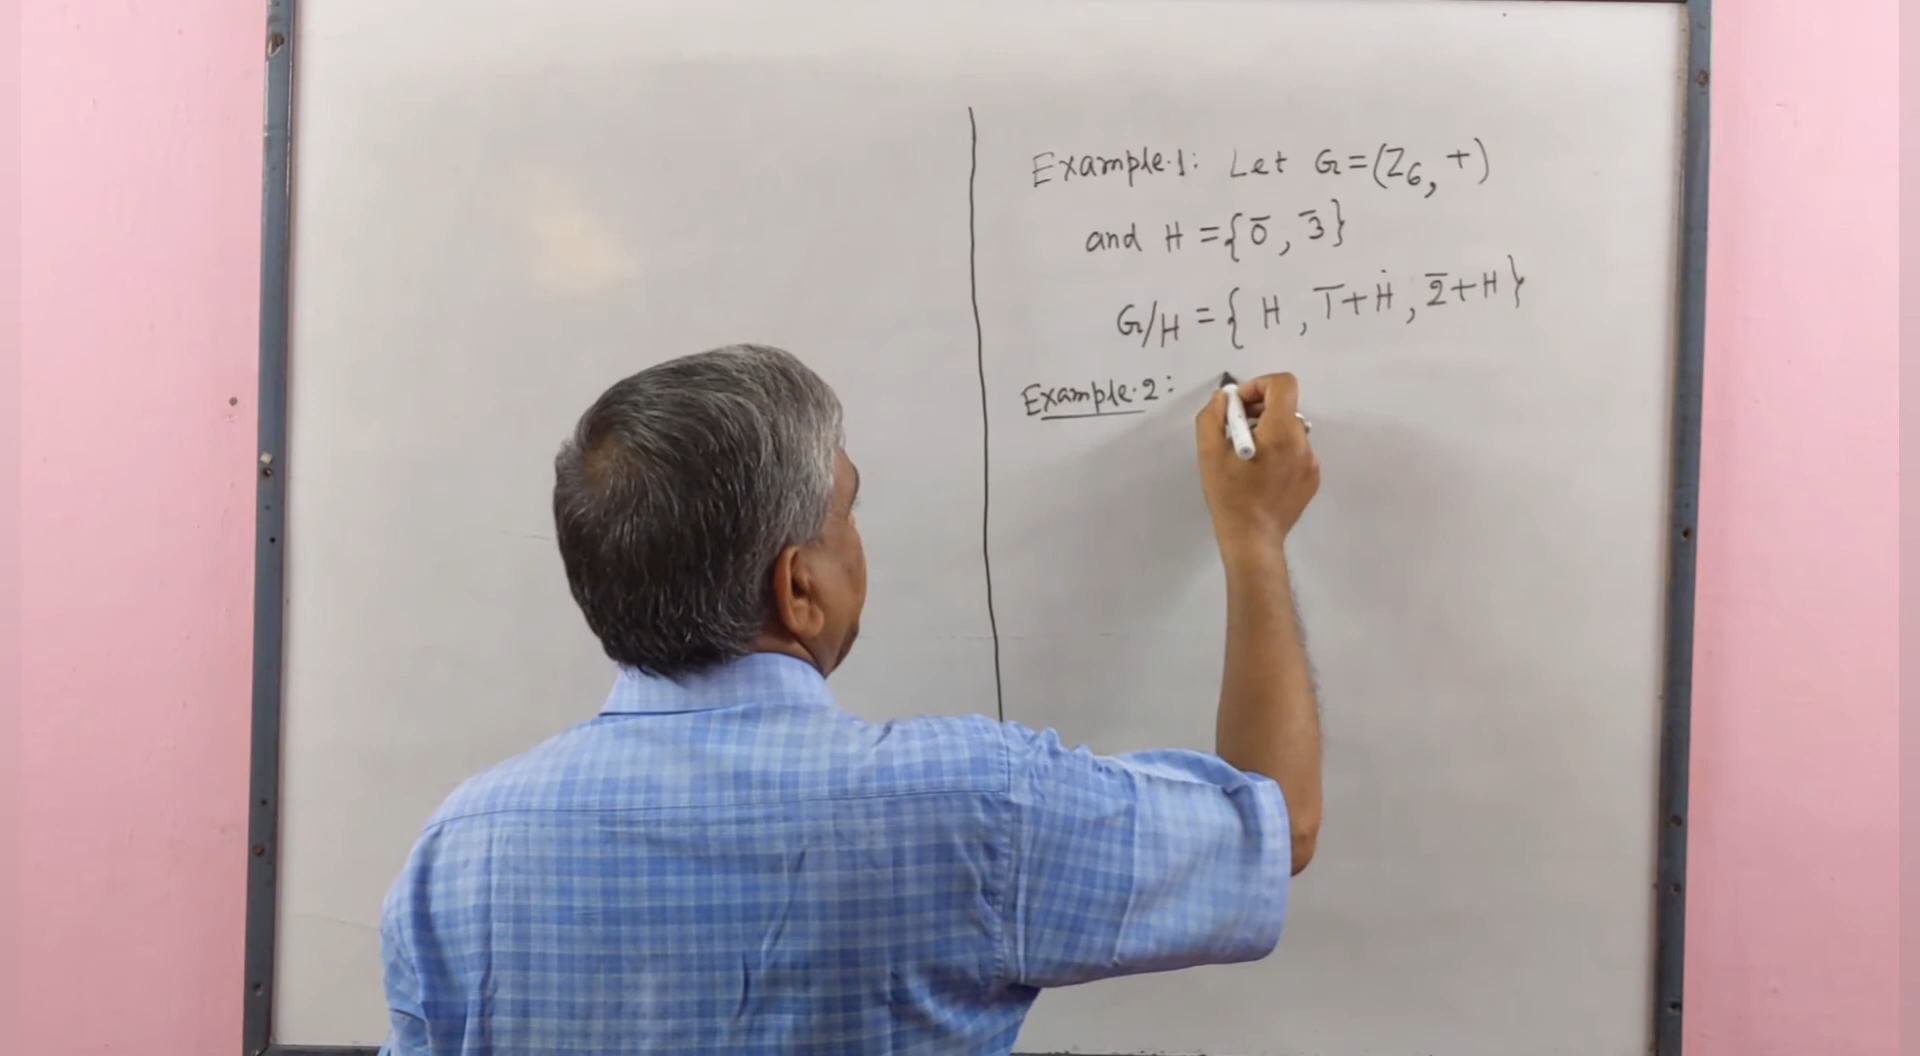 Example.1: Let G=(Z₆, +)
and H = {0̄, 3̄}
G/H = { H, 1̄+H, 2̄+H}
Example.2: